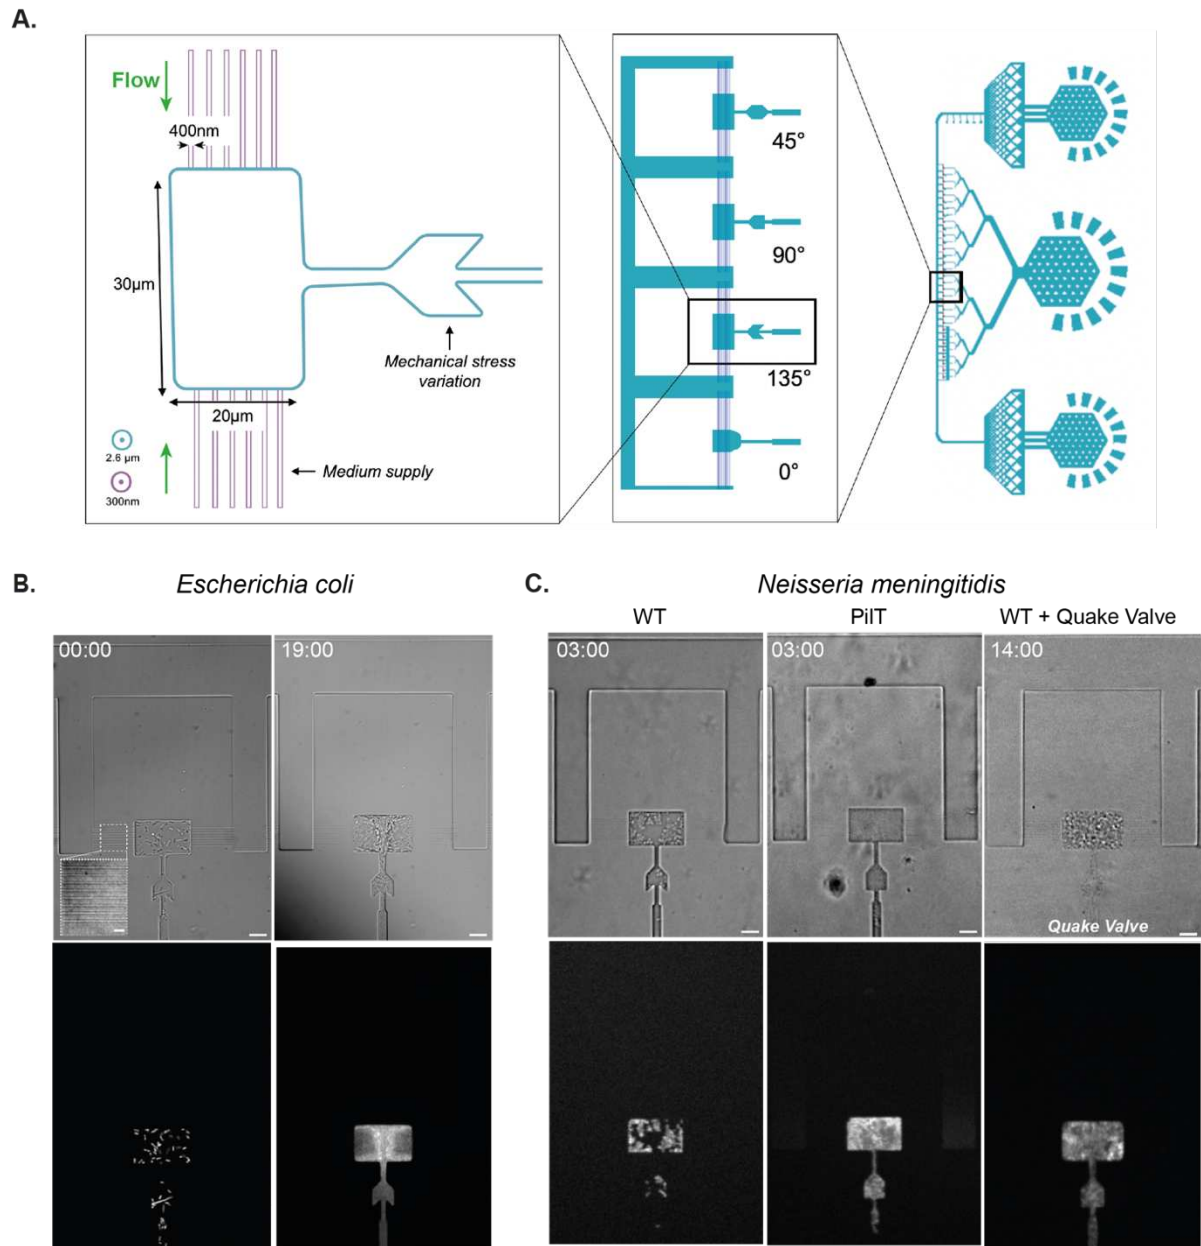 A.
Flow
400nm
30µm
20µm
Mechanical stress
variation
2.6 µm
300nm
Medium supply
45°
90°
135°
0°
B.
Escherichia coli
00:00
19:00
C.
Neisseria meningitidis
WT
PilT
WT + Quake Valve
03:00
03:00
14:00
Quake Valve